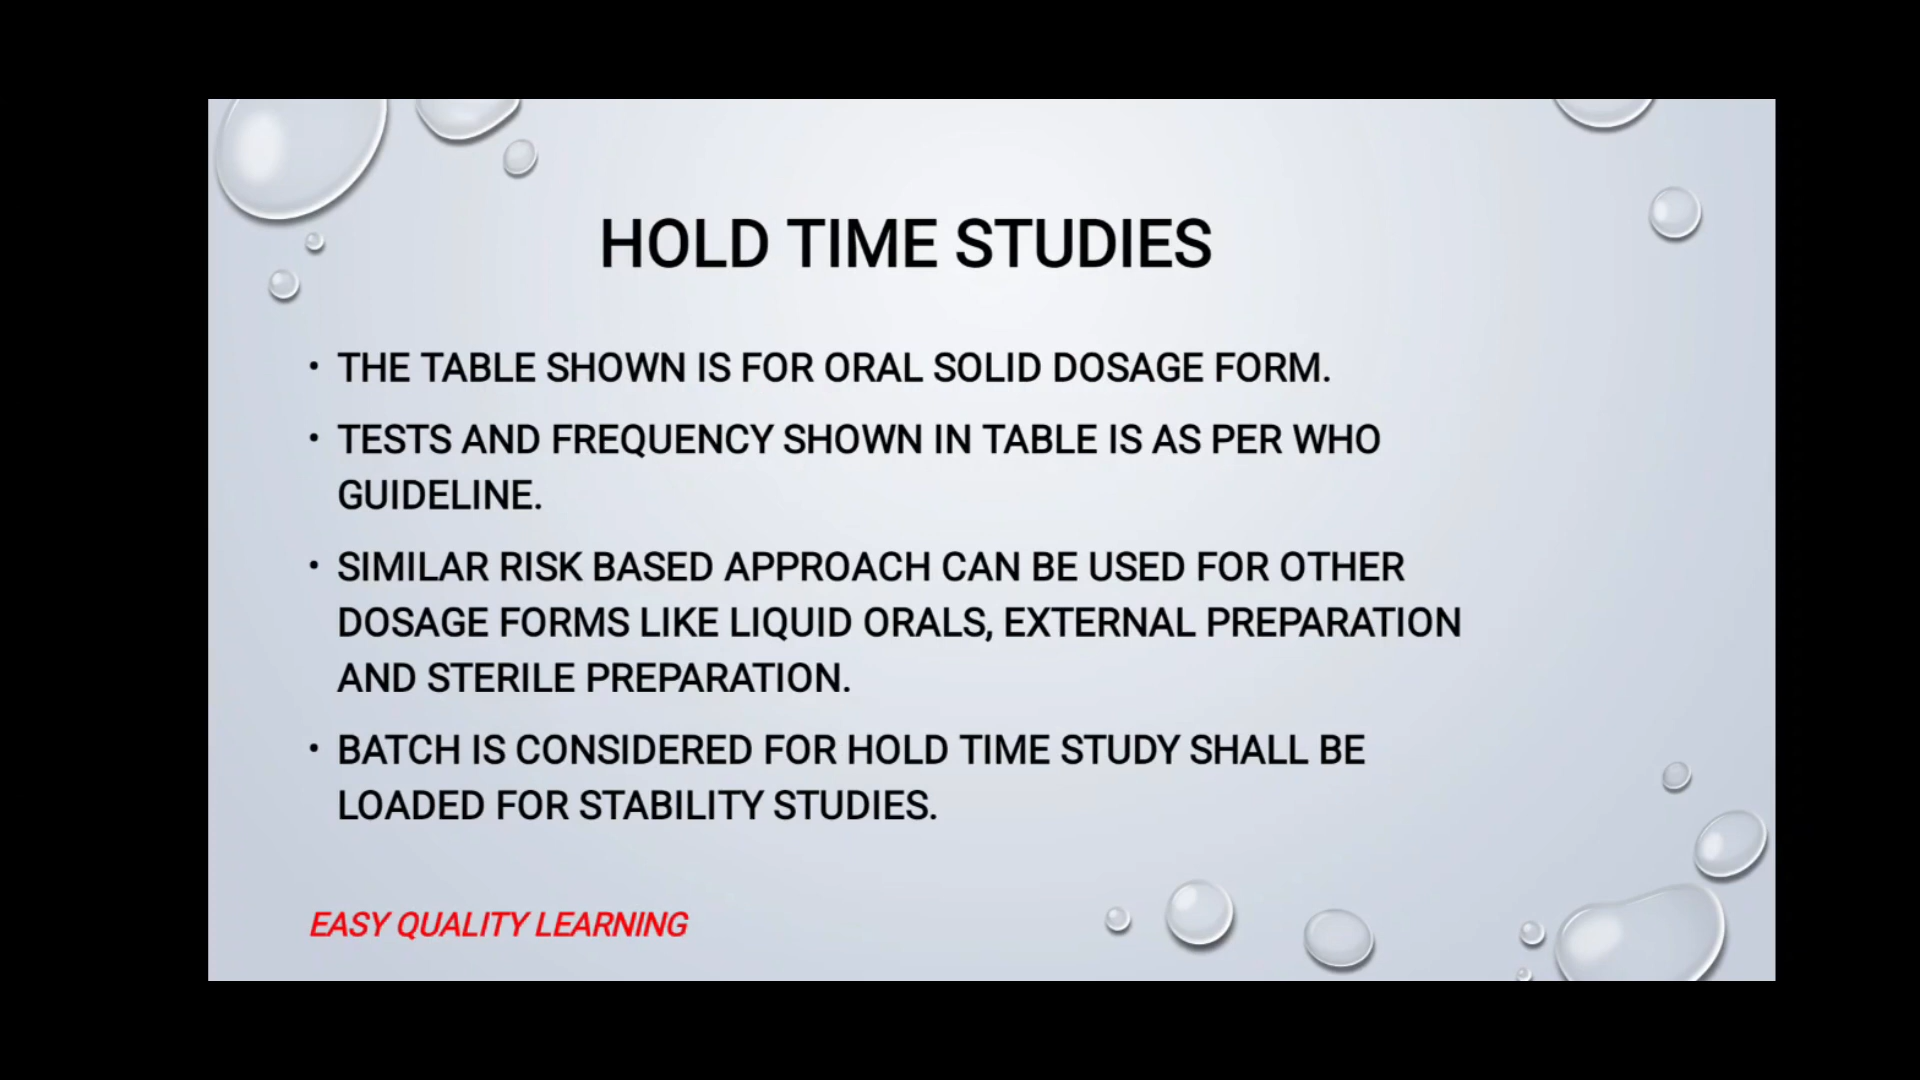 HOLD TIME STUDIES
• THE TABLE SHOWN IS FOR ORAL SOLID DOSAGE FORM.
• TESTS AND FREQUENCY SHOWN IN TABLE IS AS PER WHO
GUIDELINE.
• SIMILAR RISK BASED APPROACH CAN BE USED FOR OTHER
DOSAGE FORMS LIKE LIQUID ORALS, EXTERNAL PREPARATION
AND STERILE PREPARATION.
• BATCH IS CONSIDERED FOR HOLD TIME STUDY SHALL BE
LOADED FOR STABILITY STUDIES.
EASY QUALITY LEARNING